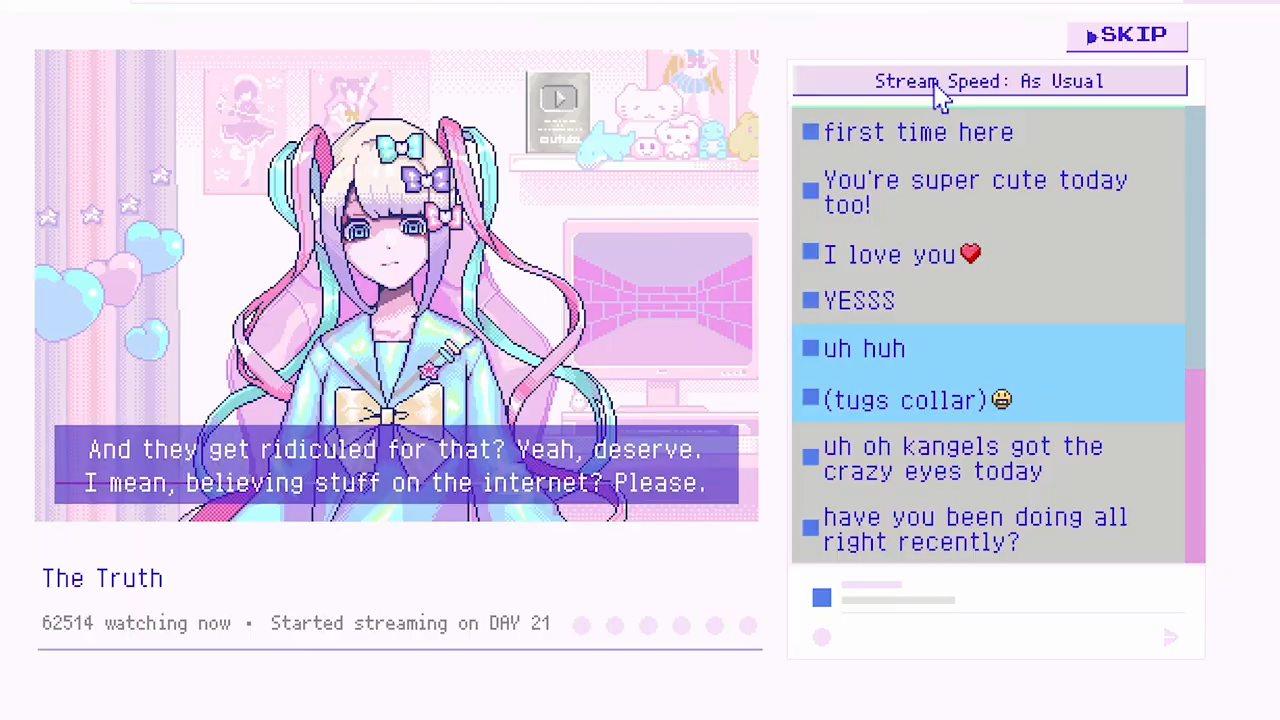 SKIP
Stream Speed: As Usual
first time here
You're super cute today
too!
I love you❤️
YESSS
uh huh
(tugs collar)😀
uh oh kangels got the
crazy eyes today
have you been doing all
right recently?
And they get ridiculed for that? Yeah, deserve.
I mean, believing stuff on the internet? Please.
The Truth
62514 watching now • Started streaming on DAY 21